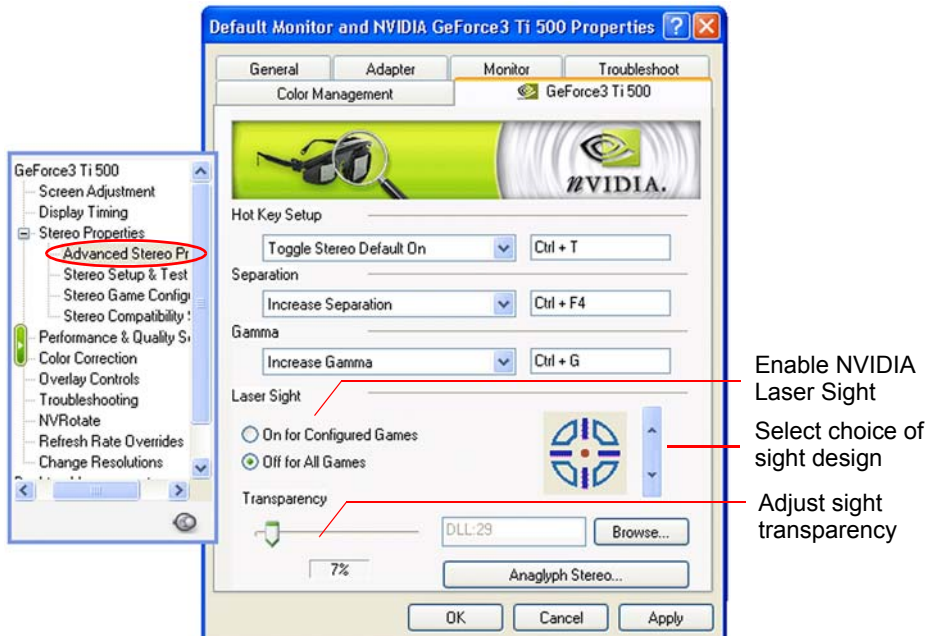 Default Monitor and NVIDIA GeForce3 Ti 500 Properties
General Adapter Monitor Troubleshoot
Color Management GeForce3 Ti 500
nVIDIA.
GeForce3 Ti 500
Screen Adjustment
Display Timing
Stereo Properties
Advanced Stereo Pr
Stereo Setup & Test
Stereo Game Configu
Stereo Compatibility
Performance & Quality S
Color Correction
Overlay Controls
Troubleshooting
NVRotate
Refresh Rate Overrides
Change Resolutions
Hot Key Setup
Toggle Stereo Default On Ctrl + T
Separation
Increase Separation Ctrl + F4
Gamma
Increase Gamma Ctrl + G
Laser Sight
On for Configured Games
Off for All Games
Transparency
7%
DLL:29 Browse...
Anaglyph Stereo...
OK Cancel Apply
Enable NVIDIA
Laser Sight
Select choice of
sight design
Adjust sight
transparency